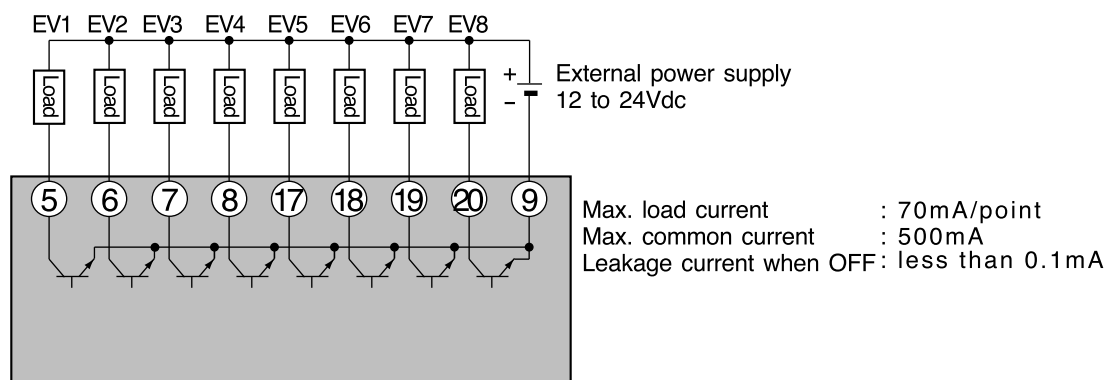 EV1 EV2 EV3 EV4 EV5 EV6 EV7 EV8
Load Load Load Load Load Load Load Load
+ External power supply
− 12 to 24Vdc
5 6 7 8 17 18 19 20 9
Max. load current : 70mA/point
Max. common current : 500mA
Leakage current when OFF : less than 0.1mA